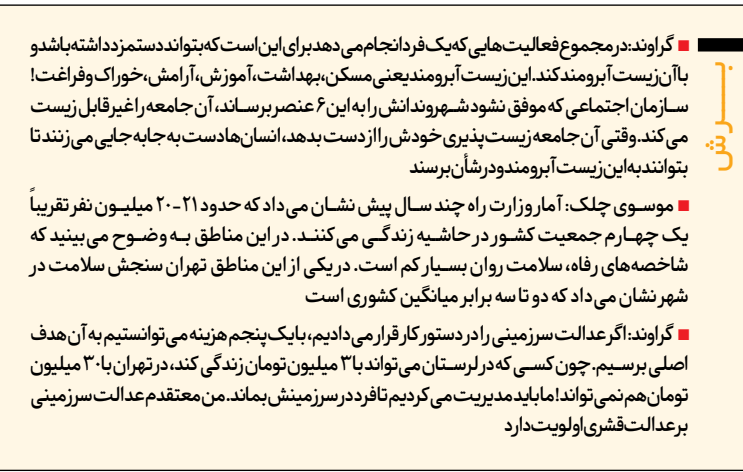 برش
گراوند: در مجموع فعالیت‌هایی که یک فرد انجام می‌دهد برای این است که بتواند دستمزد داشته باشد و
با آن زیست آبرومند کند. این زیست آبرومند یعنی مسکن، بهداشت، آموزش، آرامش، خوراک و فراغت!
سازمان اجتماعی که موفق نشود شهروندانش را به این ۶ عنصر برساند، آن جامعه را غیرقابل زیست
می‌کند. وقتی آن جامعه زیست‌پذیری خودش را از دست بدهد، انسان‌ها دست به جابه‌جایی می‌زنند تا
بتوانند به این زیست آبرومند و در شأن برسند
موسوی چلک: آمار وزارت راه چند سال پیش نشان می‌داد که حدود ۲۱-۲۰ میلیون نفر تقریباً
یک چهارم جمعیت کشور در حاشیه زندگی می‌کنند. در این مناطق به وضوح می‌بینید که
شاخصه‌های رفاه، سلامت روان بسیار کم است. در یکی از این مناطق تهران سنجش سلامت در
شهر نشان می‌داد که دو تا سه برابر میانگین کشوری است
گراوند: اگر عدالت سرزمینی را در دستور کار قرار می‌دادیم، با یک پنجم هزینه می‌توانستیم به آن هدف
اصلی برسیم. چون کسی که در لرستان می‌تواند با ۳ میلیون تومان زندگی کند، در تهران با ۳۰ میلیون
تومان هم نمی‌تواند! ما باید مدیریت می‌کردیم تا فرد در سرزمینش بماند. من معتقدم عدالت سرزمینی
بر عدالت قشری اولویت دارد